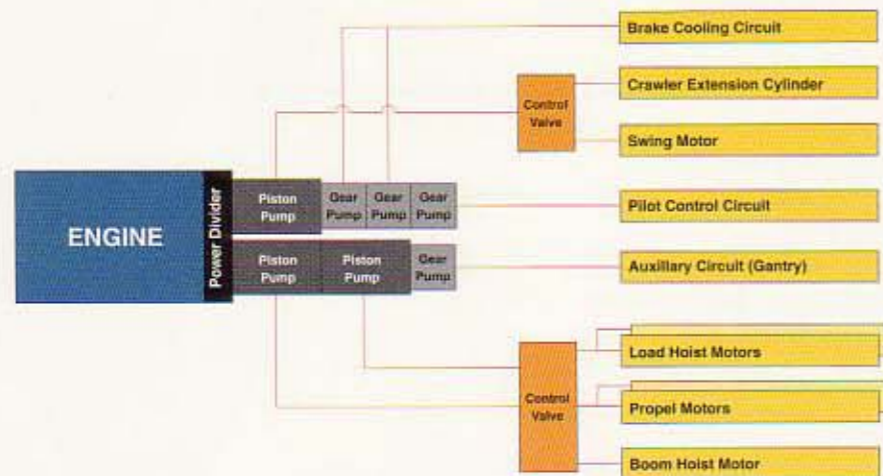 Brake Cooling Circuit
Crawler Extension Cylinder
Control
Valve
Swing Motor
ENGINE
Power Divider
Piston
Pump
Gear
Pump
Gear
Pump
Gear
Pump
Pilot Control Circuit
Piston
Pump
Piston
Pump
Gear
Pump
Auxillary Circuit (Gantry)
Control
Valve
Load Hoist Motors
Propel Motors
Boom Hoist Motor